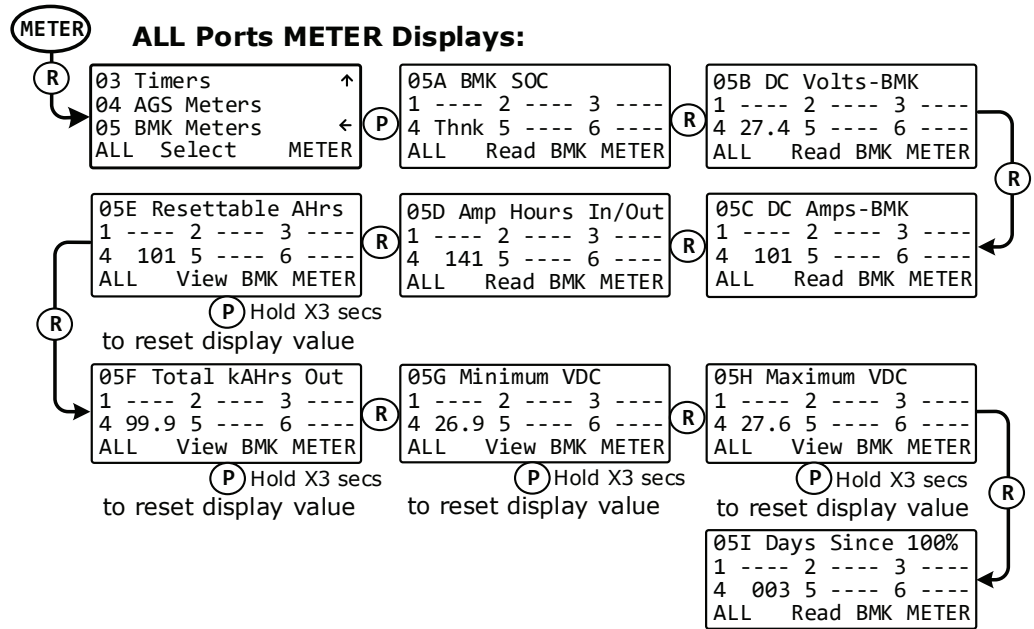 METER
ALL Ports METER Displays:
R
03 Timers ↑
04 AGS Meters
05 BMK Meters ←
ALL Select METER
P
05A BMK SOC
1 ---- 2 ---- 3 ----
4 Thnk 5 ---- 6 ----
ALL Read BMK METER
R
05B DC Volts-BMK
1 ---- 2 ---- 3 ----
4 27.4 5 ---- 6 ----
ALL Read BMK METER
R
05C DC Amps-BMK
1 ---- 2 ---- 3 ----
4 101 5 ---- 6 ----
ALL Read BMK METER
R
05D Amp Hours In/Out
1 ---- 2 ---- 3 ----
4 141 5 ---- 6 ----
ALL Read BMK METER
R
05E Resettable AHrs
1 ---- 2 ---- 3 ----
4 101 5 ---- 6 ----
ALL View BMK METER
P Hold X3 secs
to reset display value
R
05F Total kAHrs Out
1 ---- 2 ---- 3 ----
4 99.9 5 ---- 6 ----
ALL View BMK METER
P Hold X3 secs
to reset display value
R
05G Minimum VDC
1 ---- 2 ---- 3 ----
4 26.9 5 ---- 6 ----
ALL View BMK METER
P Hold X3 secs
to reset display value
R
05H Maximum VDC
1 ---- 2 ---- 3 ----
4 27.6 5 ---- 6 ----
ALL View BMK METER
P Hold X3 secs
to reset display value
R
05I Days Since 100%
1 ---- 2 ---- 3 ----
4 003 5 ---- 6 ----
ALL Read BMK METER